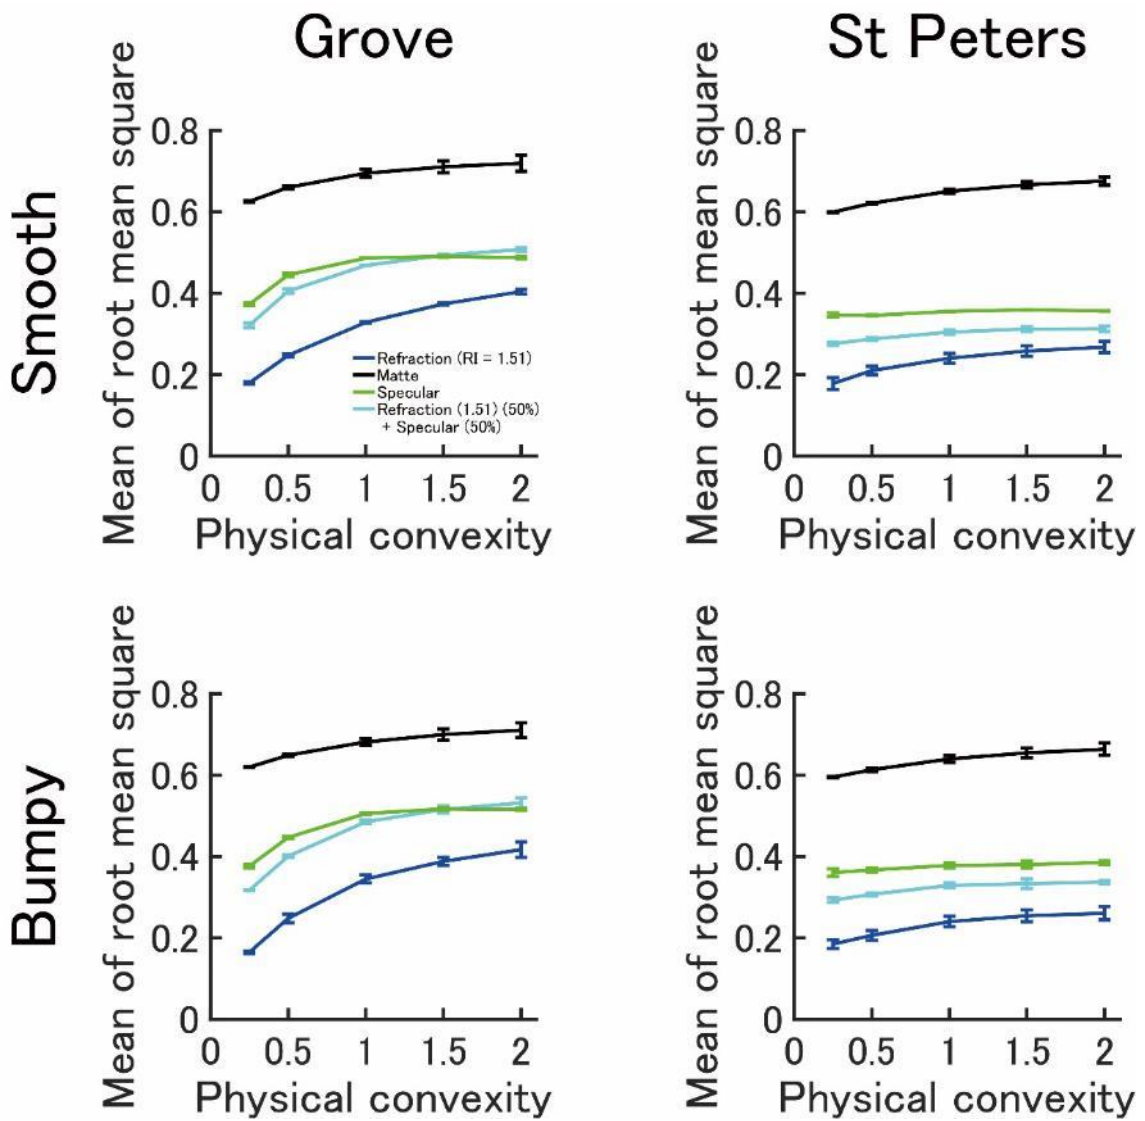 Grove
St Peters
Smooth
Mean of root mean square
0.8
0.6
0.4
0.2
0
0 0.5 1 1.5 2
Physical convexity
Refraction (RI = 1.51)
Matte
Specular
Refraction (1.51) (50%)
+ Specular (50%)
Mean of root mean square
0.8
0.6
0.4
0.2
0
0 0.5 1 1.5 2
Physical convexity
Bumpy
Mean of root mean square
0.8
0.6
0.4
0.2
0
0 0.5 1 1.5 2
Physical convexity
Mean of root mean square
0.8
0.6
0.4
0.2
0
0 0.5 1 1.5 2
Physical convexity